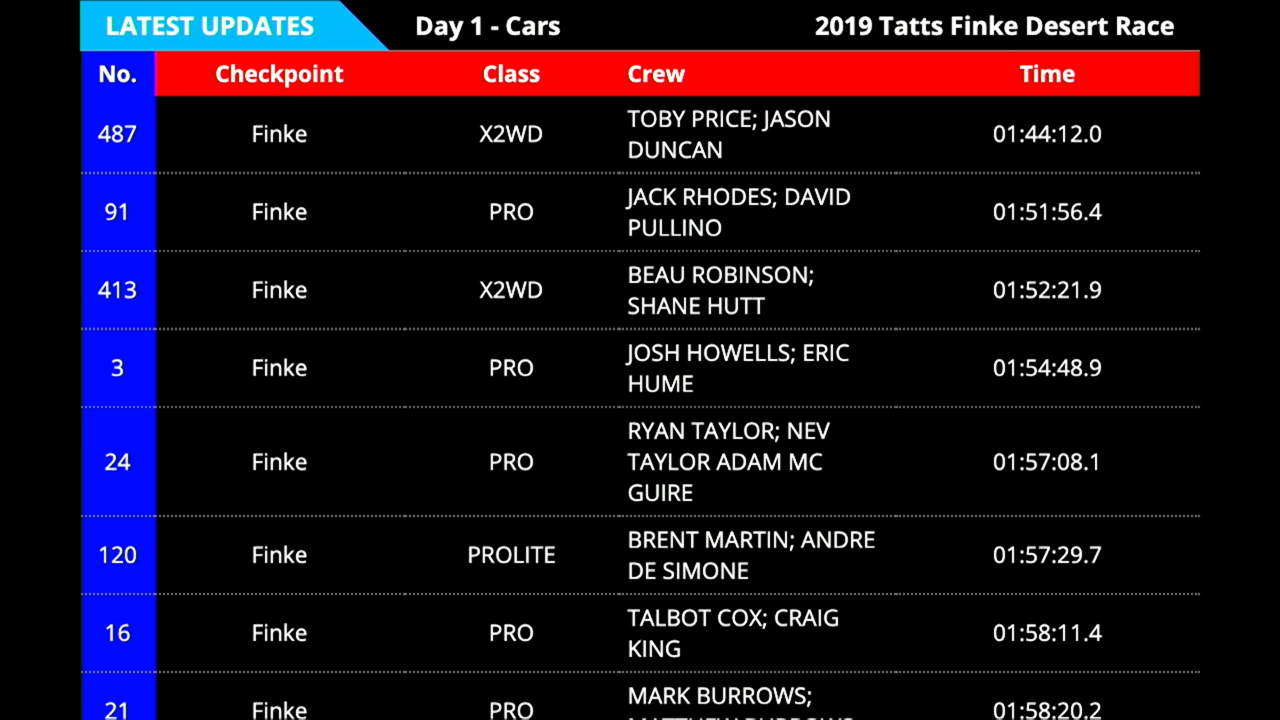 LATEST UPDATES Day 1 - Cars 2019 Tatts Finke Desert Race
No. Checkpoint Class Crew Time
487 Finke X2WD TOBY PRICE; JASON 01:44:12.0
DUNCAN
91 Finke PRO JACK RHODES; DAVID 01:51:56.4
PULLINO
413 Finke X2WD BEAU ROBINSON; 01:52:21.9
SHANE HUTT
3 Finke PRO JOSH HOWELLS; ERIC 01:54:48.9
HUME
RYAN TAYLOR; NEV
24 Finke PRO TAYLOR ADAM MC 01:57:08.1
GUIRE
120 Finke PROLITE BRENT MARTIN; ANDRE 01:57:29.7
DE SIMONE
16 Finke PRO TALBOT COX; CRAIG 01:58:11.4
KING
21 Finke PRO MARK BURROWS; 01:58:20.2